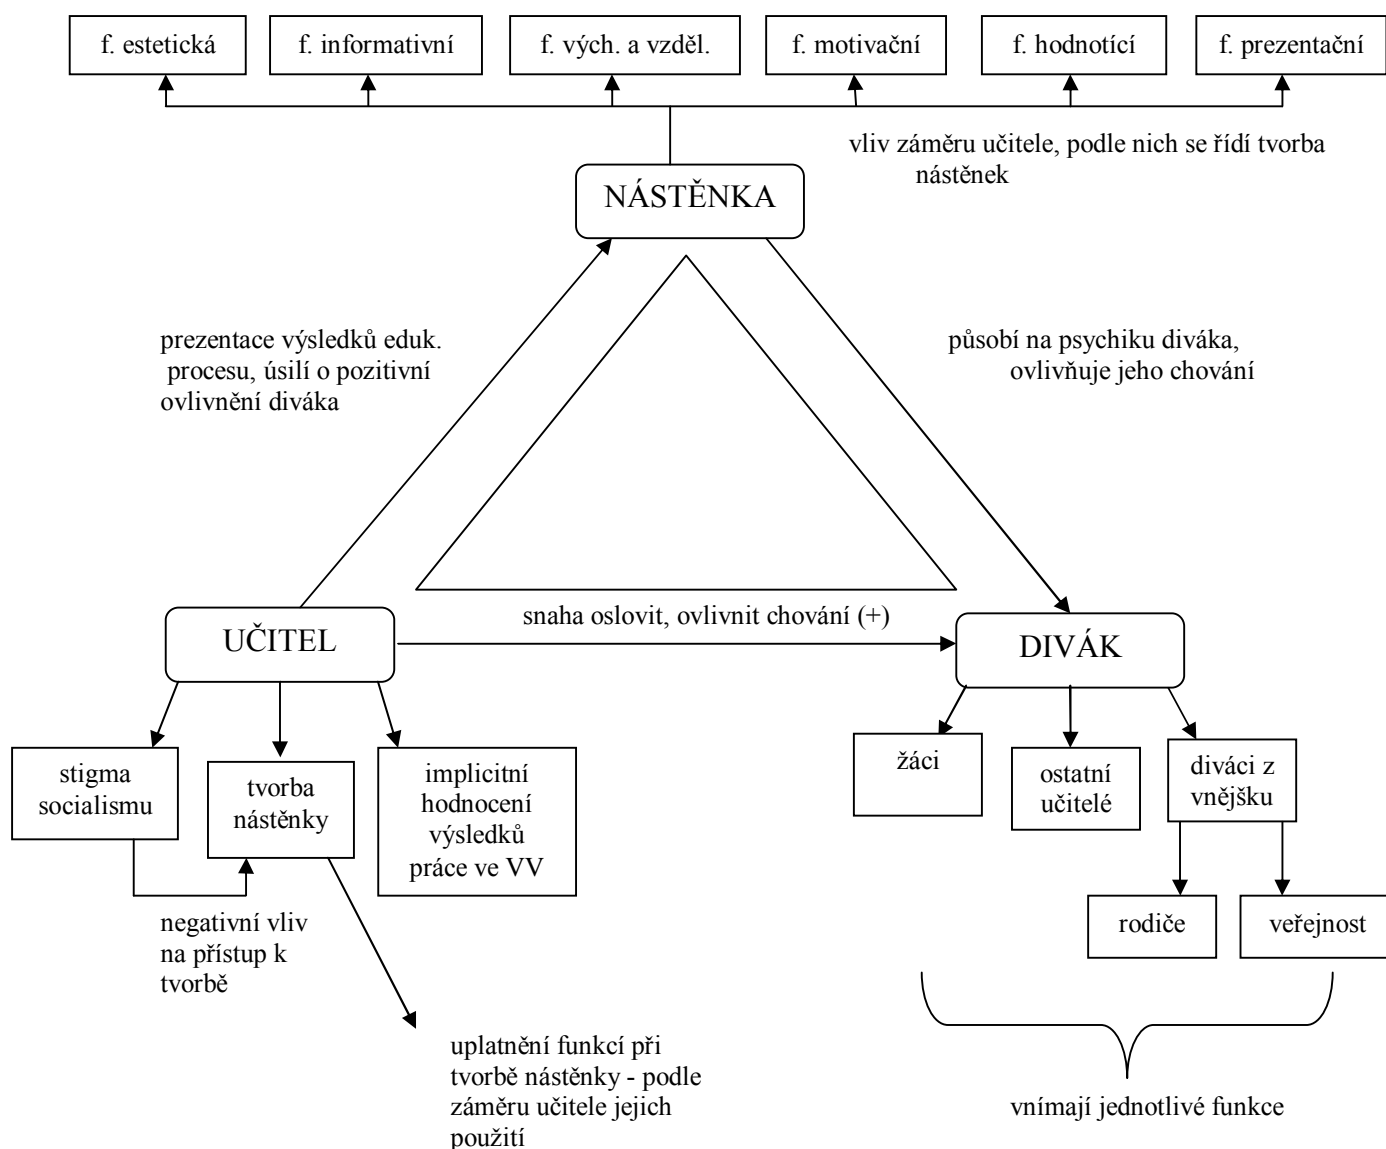 f. estetická
f. informativní
f. vých. a vzděl.
f. motivační
f. hodnotící
f. prezentační
vliv záměru učitele, podle nich se řídí tvorba
nástěnek
NÁSTĚNKA
prezentace výsledků eduk.
procesu, úsilí o pozitivní
ovlivnění diváka
působí na psychiku diváka,
ovlivňuje jeho chování
snaha oslovit, ovlivnit chování (+)
UČITEL
DIVÁK
stigma
socialismu
tvorba
nástěnky
implicitní
hodnocení
výsledků
práce ve VV
žáci
ostatní
učitelé
diváci z
vnějšku
negativní vliv
na přístup k
tvorbě
rodiče
veřejnost
uplatnění funkcí při
tvorbě nástěnky - podle
záměru učitele jejich
použití
vnímají jednotlivé funkce